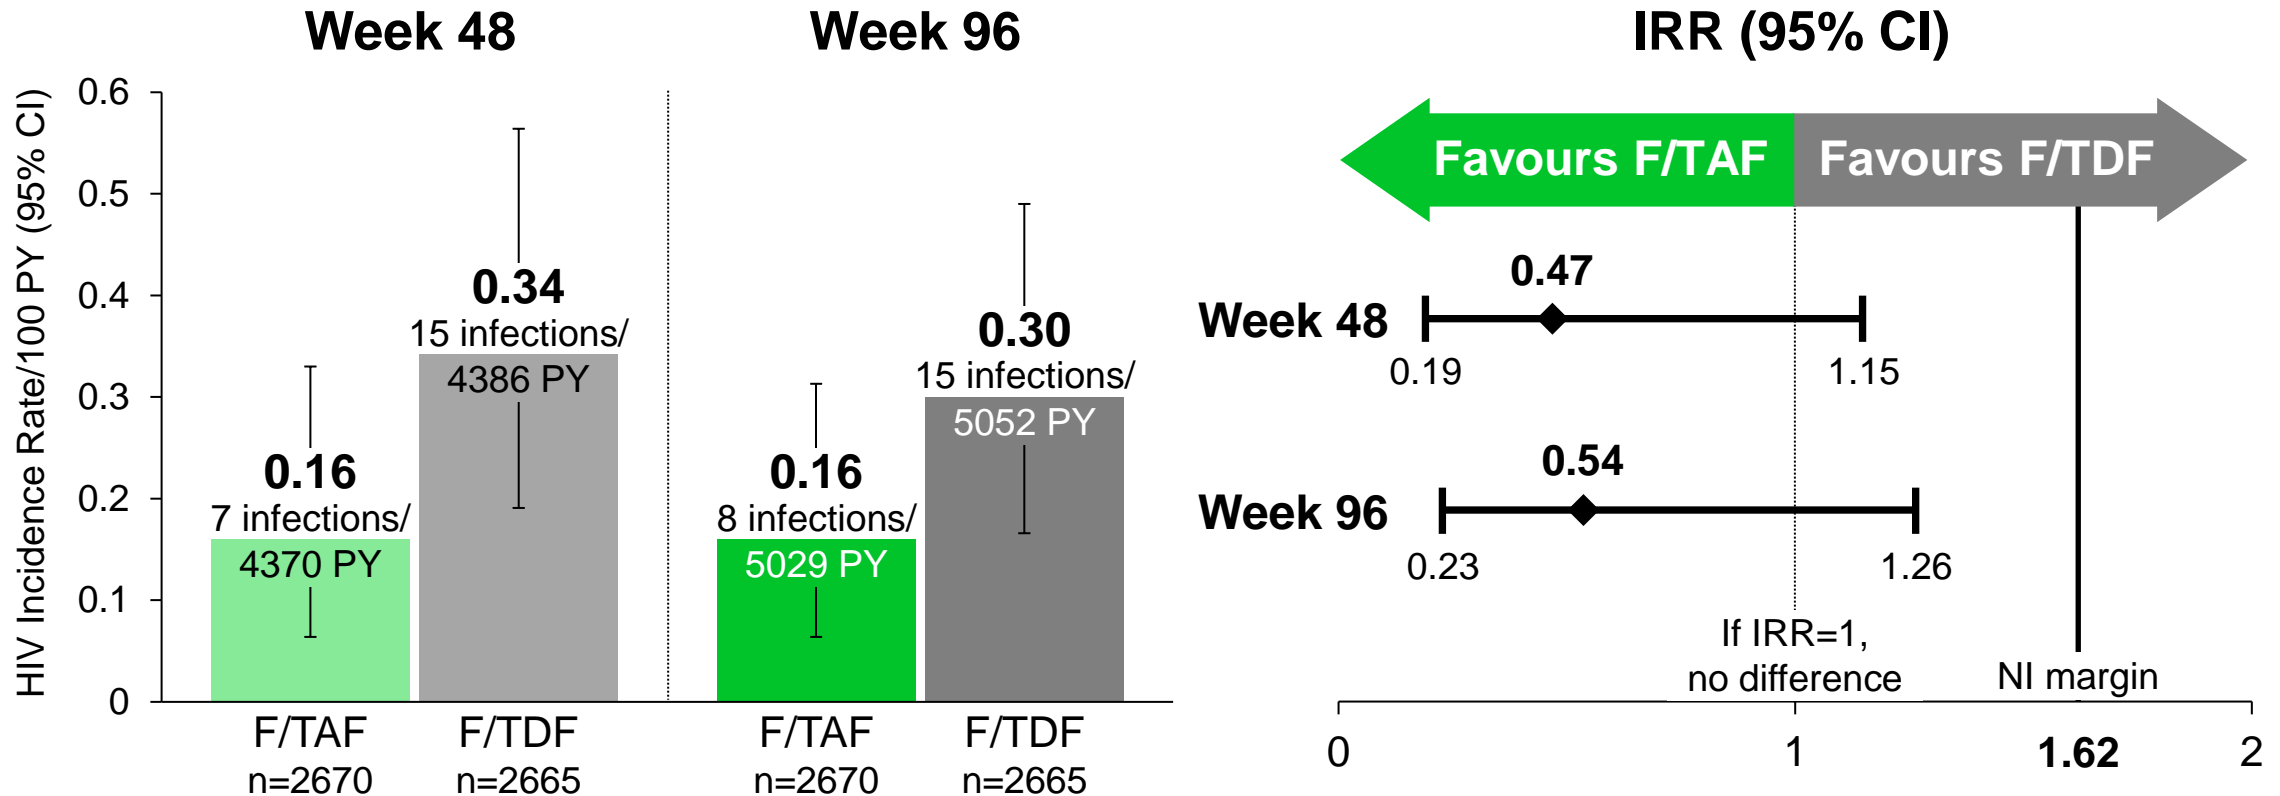 Week 48
Week 96
HIV Incidence Rate/100 PY (95% CI)
0.6
0.5
0.4
0.3
0.2
0.1
0
0.16
7 infections/
4370 PY
0.34
15 infections/
4386 PY
0.16
8 infections/
5029 PY
0.30
15 infections/
5052 PY
F/TAF
n=2670
F/TDF
n=2665
F/TAF
n=2670
F/TDF
n=2665
IRR (95% CI)
Favours F/TAF
Favours F/TDF
Week 48
0.47
0.19
1.15
Week 96
0.54
0.23
1.26
If IRR=1,
no difference
NI margin
0
1
1.62
2